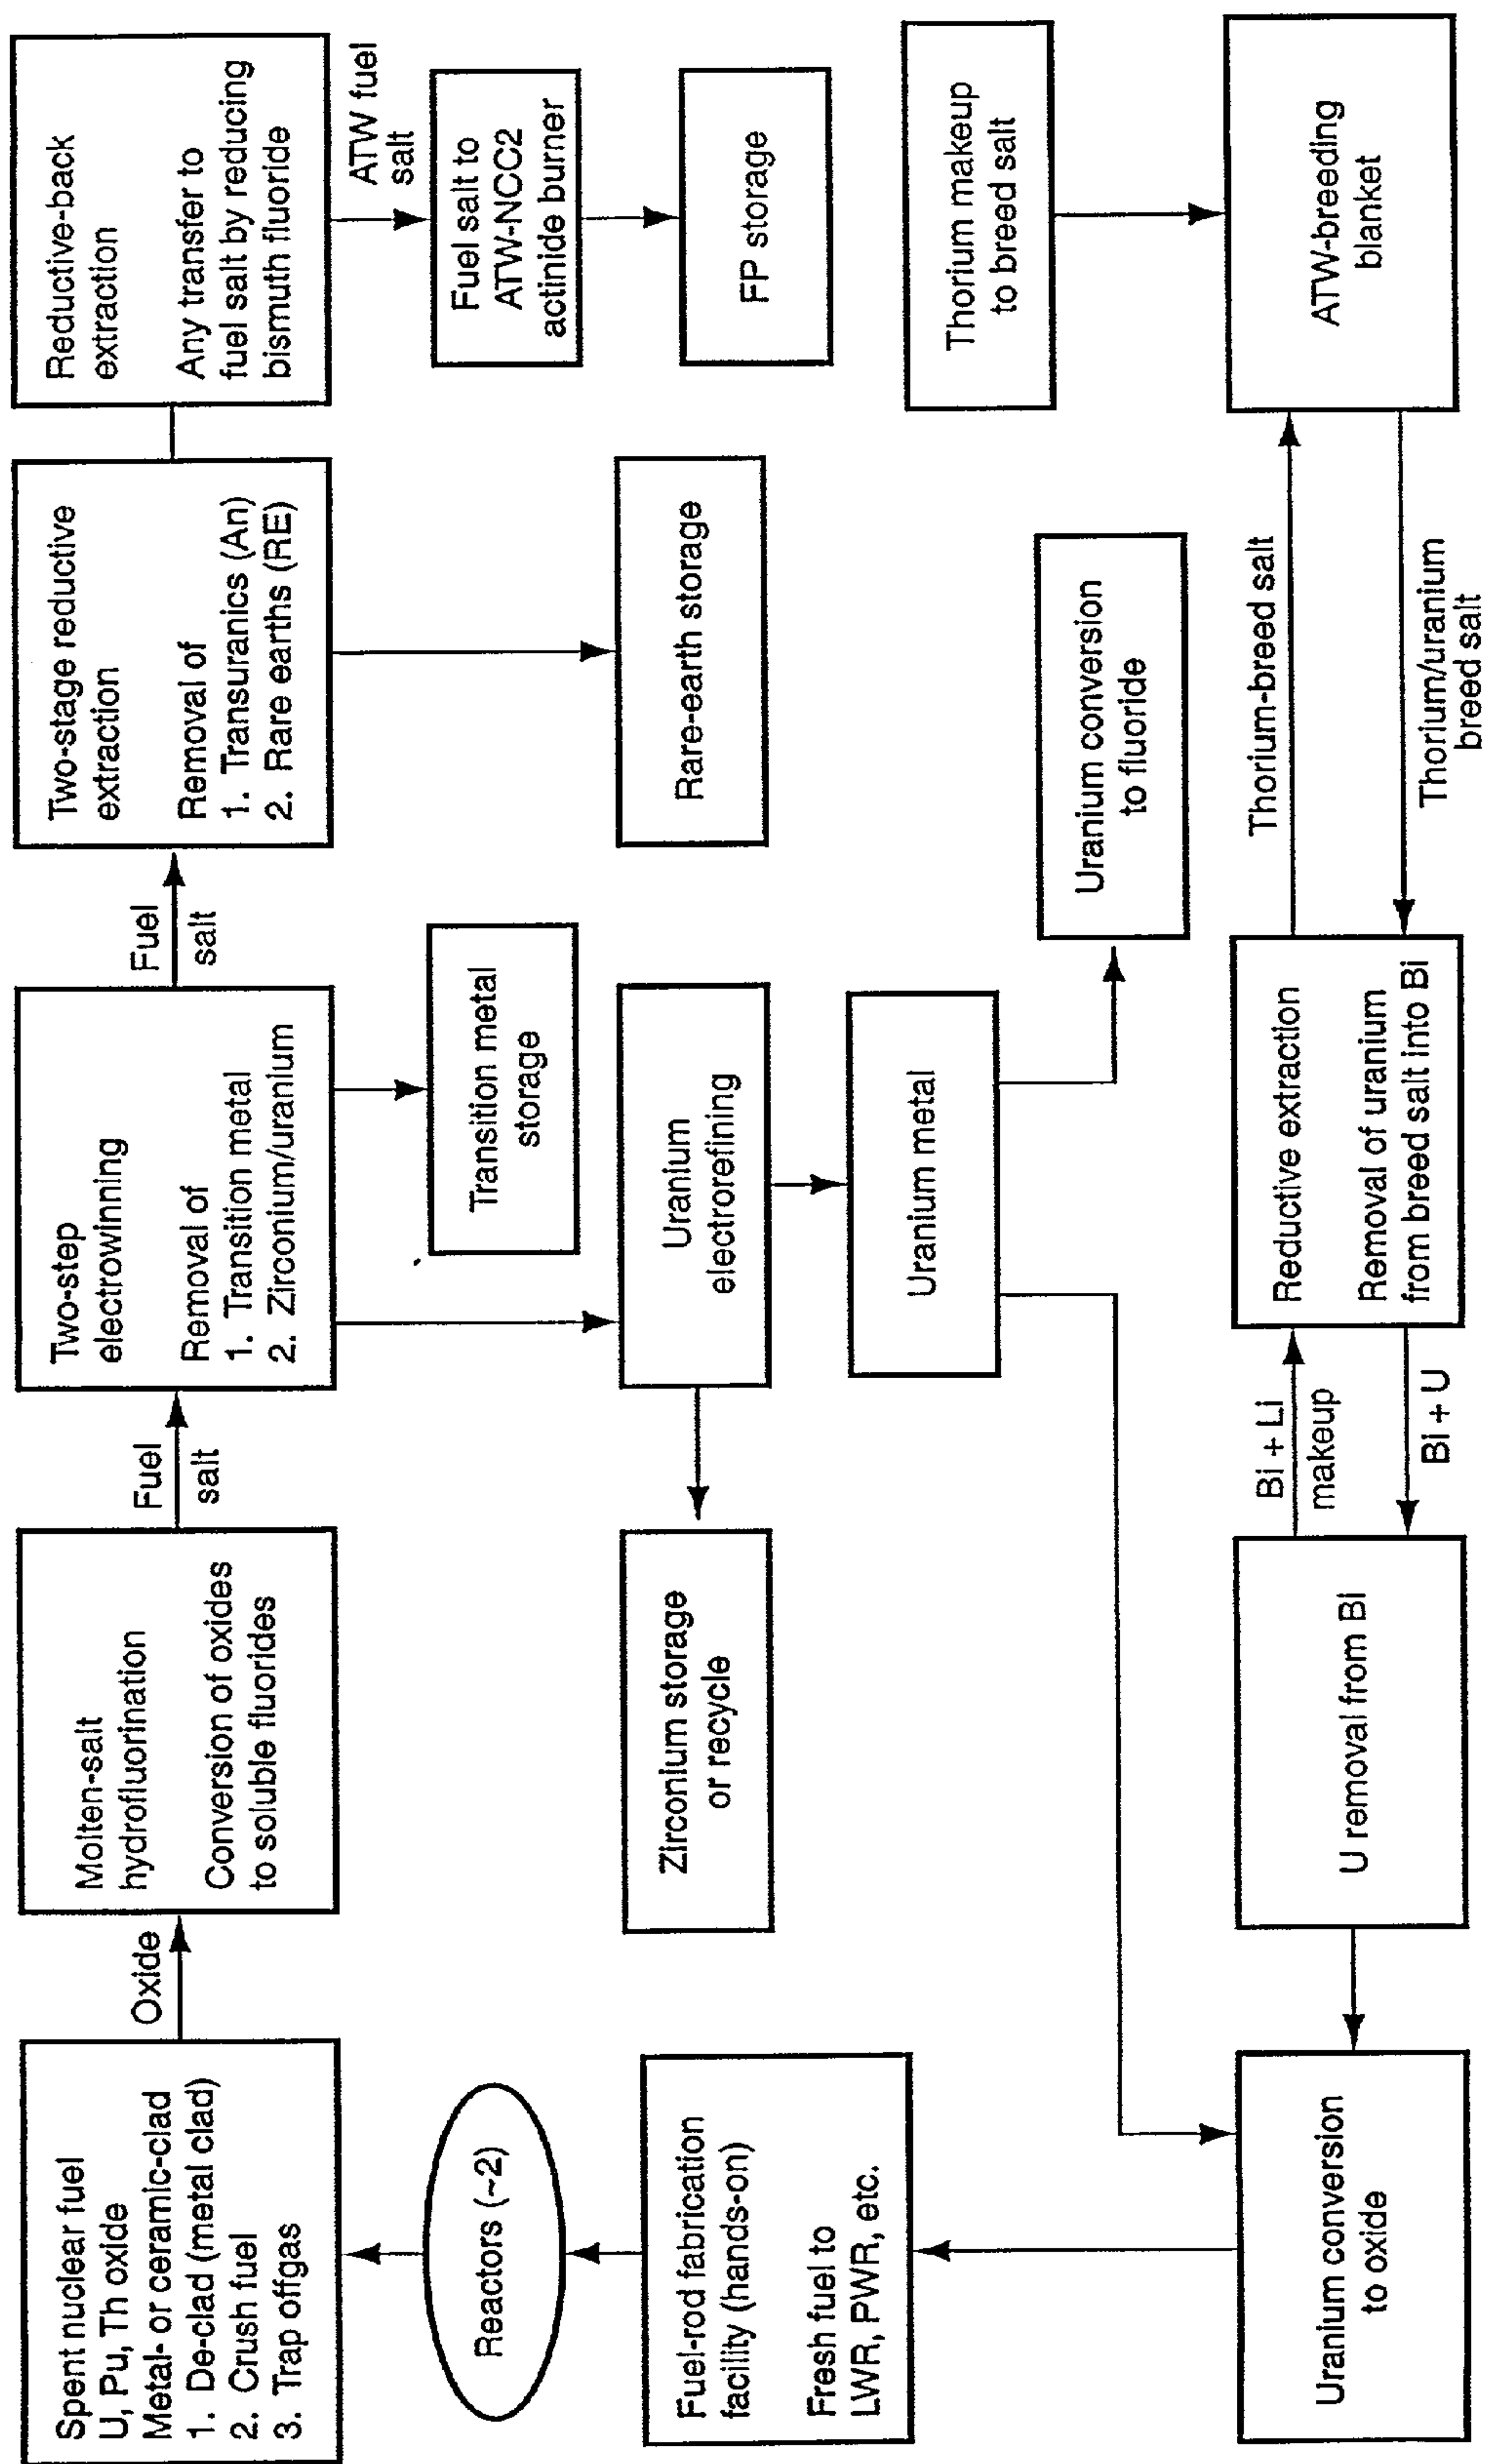 Spent nuclear fuel
U, Pu, Th oxide
Metal- or ceramic-clad
1. De-clad (metal clad)
2. Crush fuel
3. Trap offgas
Oxide
Molten-salt
hydrofluorination
Conversion of oxides
to soluble fluorides
Fuel
salt
Two-step
electrowinning
Removal of
1. Transition metal
2. Zirconium/uranium
Fuel
salt
Two-stage reductive
extraction
Removal of
1. Transuranics (An)
2. Rare earths (RE)
Reductive-back
extraction
Any transfer to
fuel salt by reducing
bismuth fluoride
ATW fuel
salt
Reactors (~2)
Transition metal
storage
Fuel salt to
ATW-NCC2
actinide burner
Fuel-rod fabrication
facility (hands-on)
Fresh fuel to
LWR, PWR, etc.
Zirconium storage
or recycle
Uranium
electrorefining
Rare-earth storage
FP storage
Uranium metal
Uranium conversion
to fluoride
Thorium makeup
to breed salt
Uranium conversion
to oxide
U removal from Bi
Bi + Li
makeup
Bi + U
Reductive extraction
Removal of uranium
from breed salt into Bi
Thorium-breed salt
Thorium/uranium
breed salt
ATW-breeding
blanket